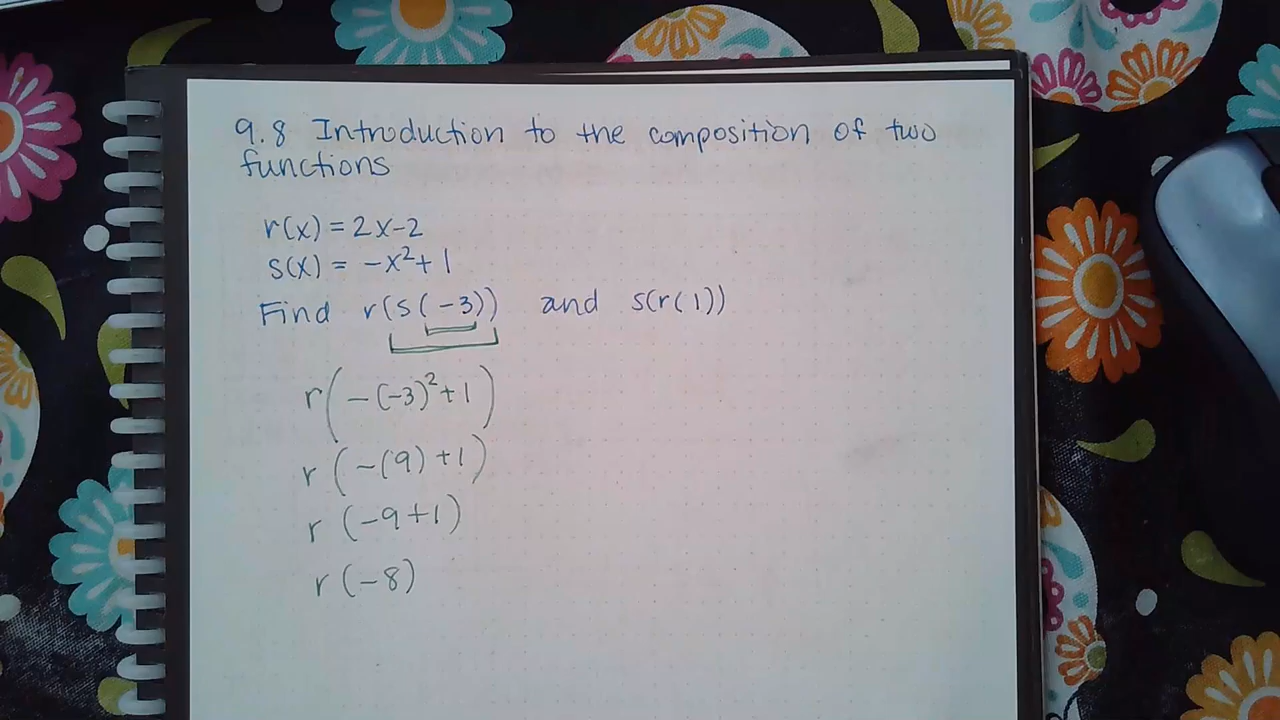 9.8 Introduction to the composition of two
functions
r(x) = 2x-2
s(x) = -x²+1
Find r(s(-3)) and s(r(1))
r(-(-3)²+1)
r(-(9)+1)
r(-9+1)
r(-8)